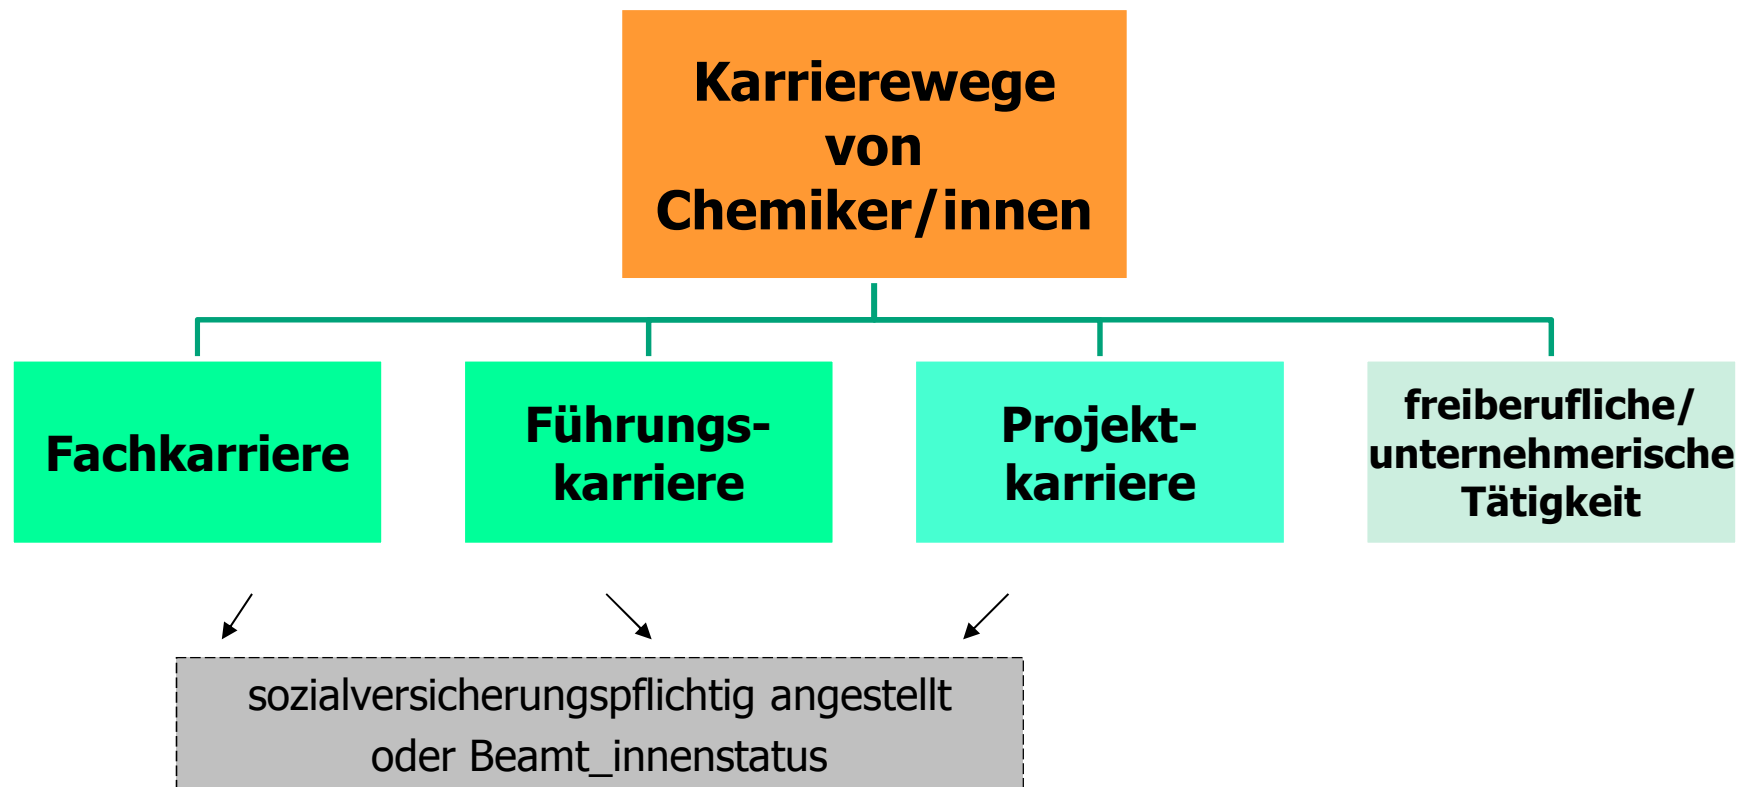 Karrierewege
von
Chemiker/innen
Fachkarriere
Führungs-
karriere
Projekt-
karriere
freiberufliche/
unternehmerische
Tätigkeit
sozialversicherungspflichtig angestellt
oder Beamt_innenstatus